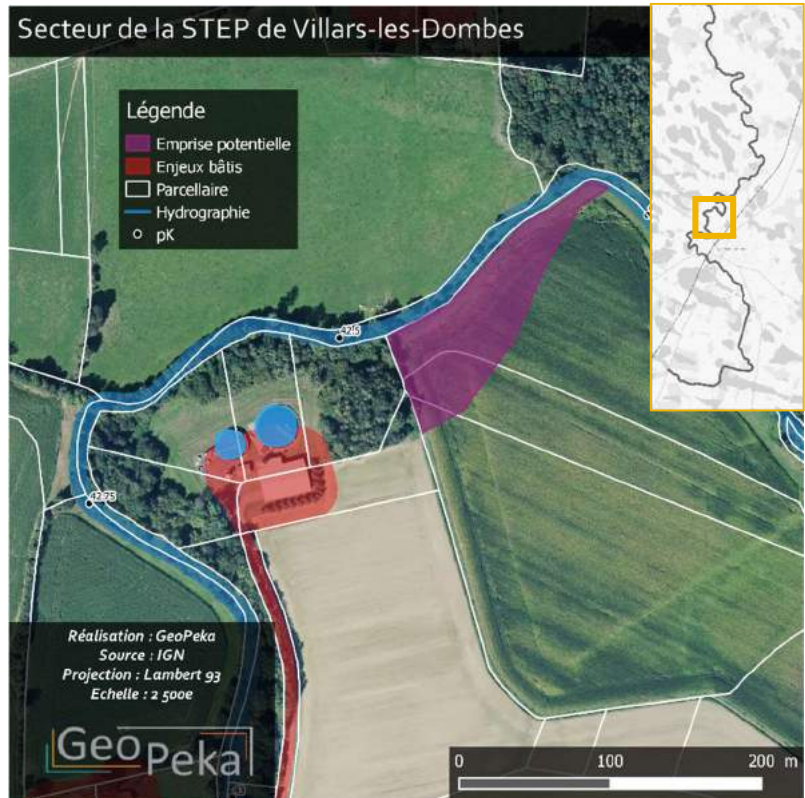 Secteur de la STEP de Villars-les-Dombes
Légende
Emprise potentielle
Enjeux bâtis
Parcellaire
Hydrographie
pK
42.5
42.75
Réalisation : GeoPeka
Source : IGN
Projection : Lambert 93
Echelle : 2 500e
GeoPeka
0 100 200 m